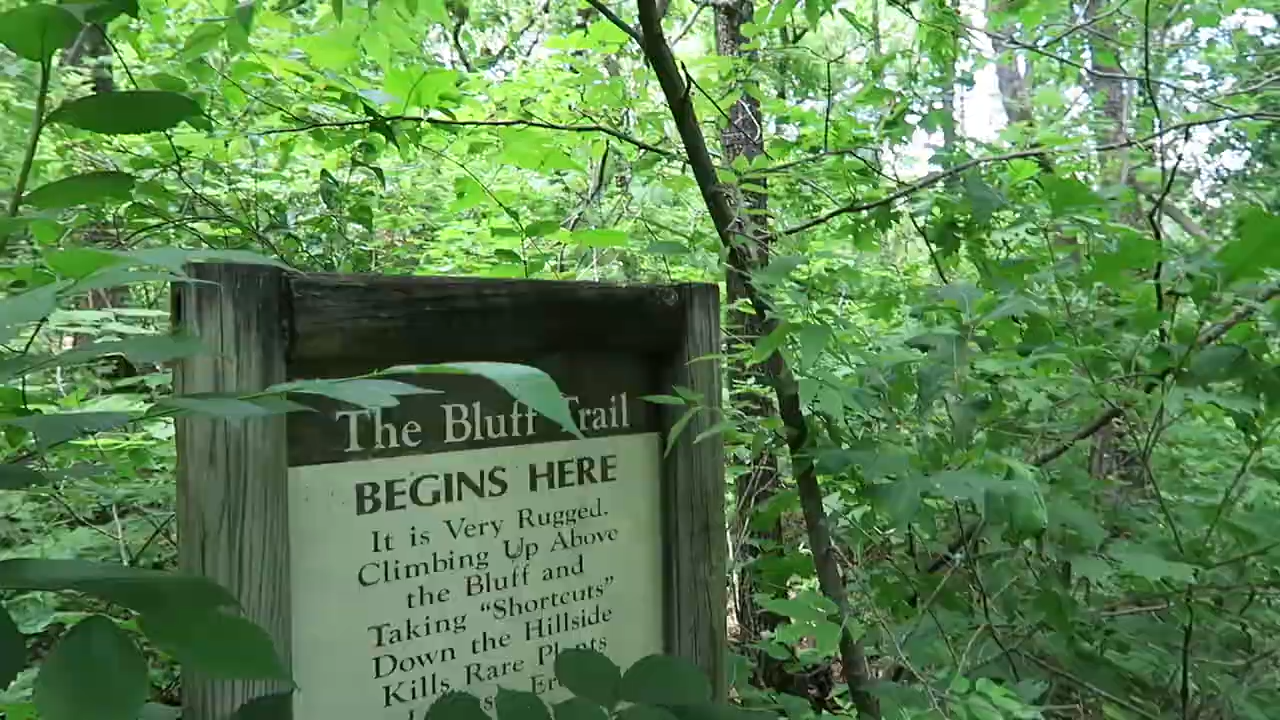 The Bluff Trail
BEGINS HERE
It is Very Rugged.
Climbing Up Above
the Bluff and
Taking “Shortcuts”
Down the Hillside
Kills Rare Plants